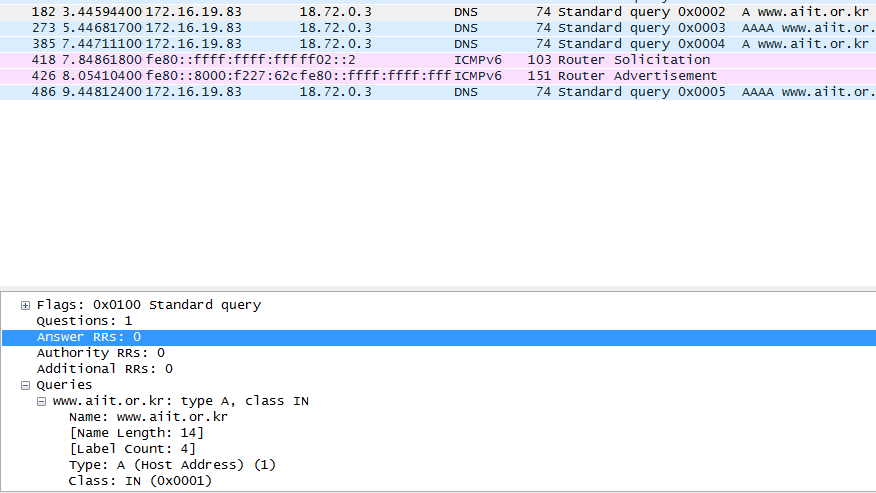 182 3.44594400 172.16.19.83 18.72.0.3 DNS 74 Standard query 0x0002 A www.aiit.or.kr
273 5.44681700 172.16.19.83 18.72.0.3 DNS 74 Standard query 0x0003 AAAA www.aiit.or.
385 7.44711100 172.16.19.83 18.72.0.3 DNS 74 Standard query 0x0004 A www.aiit.or.kr
418 7.84861800 fe80::ffff:ffff:fffff02::2 ICMPv6 103 Router Solicitation
426 8.05410400 fe80::8000:f227:62cfe80::ffff:ffff:fff ICMPv6 151 Router Advertisement
486 9.44812400 172.16.19.83 18.72.0.3 DNS 74 Standard query 0x0005 AAAA www.aiit.or.
Flags: 0x0100 Standard query
Questions: 1
Answer RRs: 0
Authority RRs: 0
Additional RRs: 0
Queries
www.aiit.or.kr: type A, class IN
Name: www.aiit.or.kr
[Name Length: 14]
[Label Count: 4]
Type: A (Host Address) (1)
Class: IN (0x0001)